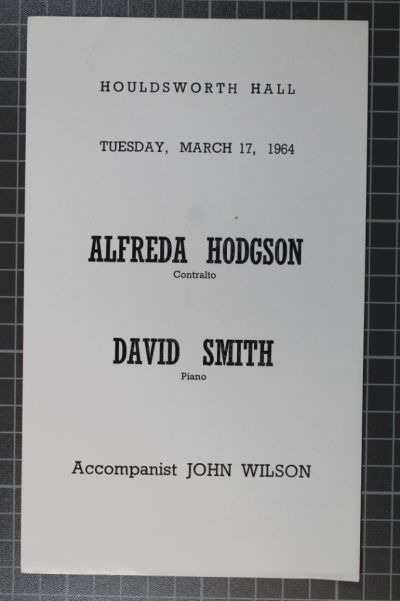 HOULDSWORTH HALL
TUESDAY, MARCH 17, 1964
ALFREDA HODGSON
Contralto
DAVID SMITH
Piano
Accompanist JOHN WILSON